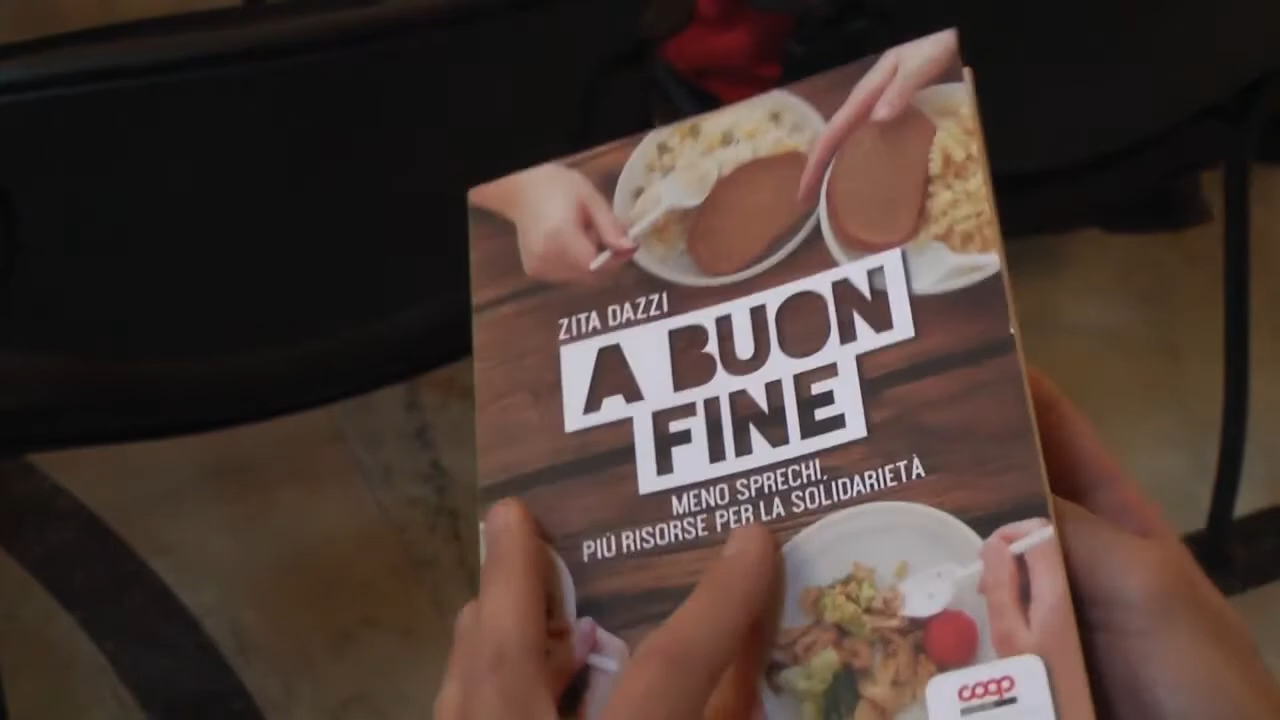 ZITA DAZZI
A BUON
FINE
MENO SPRECHI,
PIÙ RISORSE PER LA SOLIDARIETÀ
coop